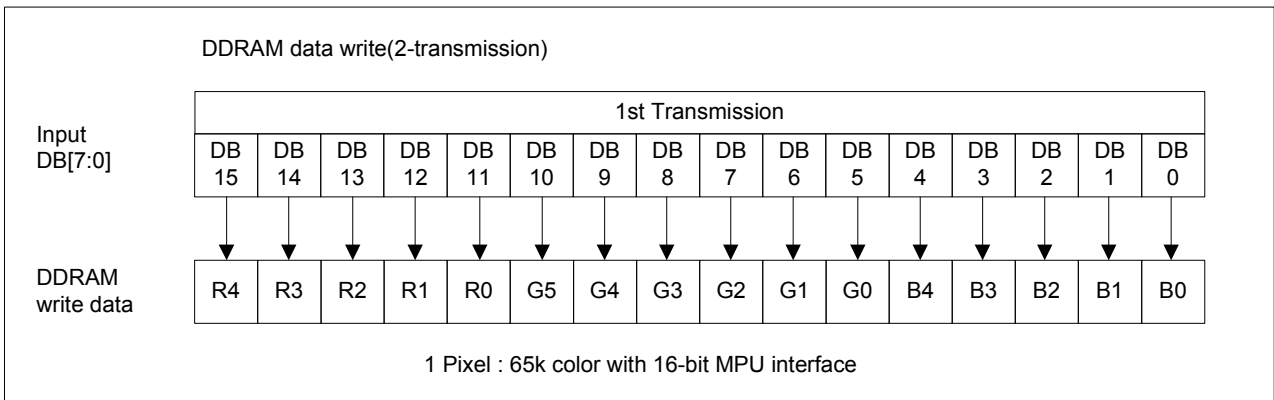 DDRAM data write(2-transmission)
1st Transmission
Input
DB[7:0]
DB 15 DB 14 DB 13 DB 12 DB 11 DB 10 DB 9 DB 8 DB 7 DB 6 DB 5 DB 4 DB 3 DB 2 DB 1 DB 0
DDRAM
write data
R4 R3 R2 R1 R0 G5 G4 G3 G2 G1 G0 B4 B3 B2 B1 B0
1 Pixel : 65k color with 16-bit MPU interface